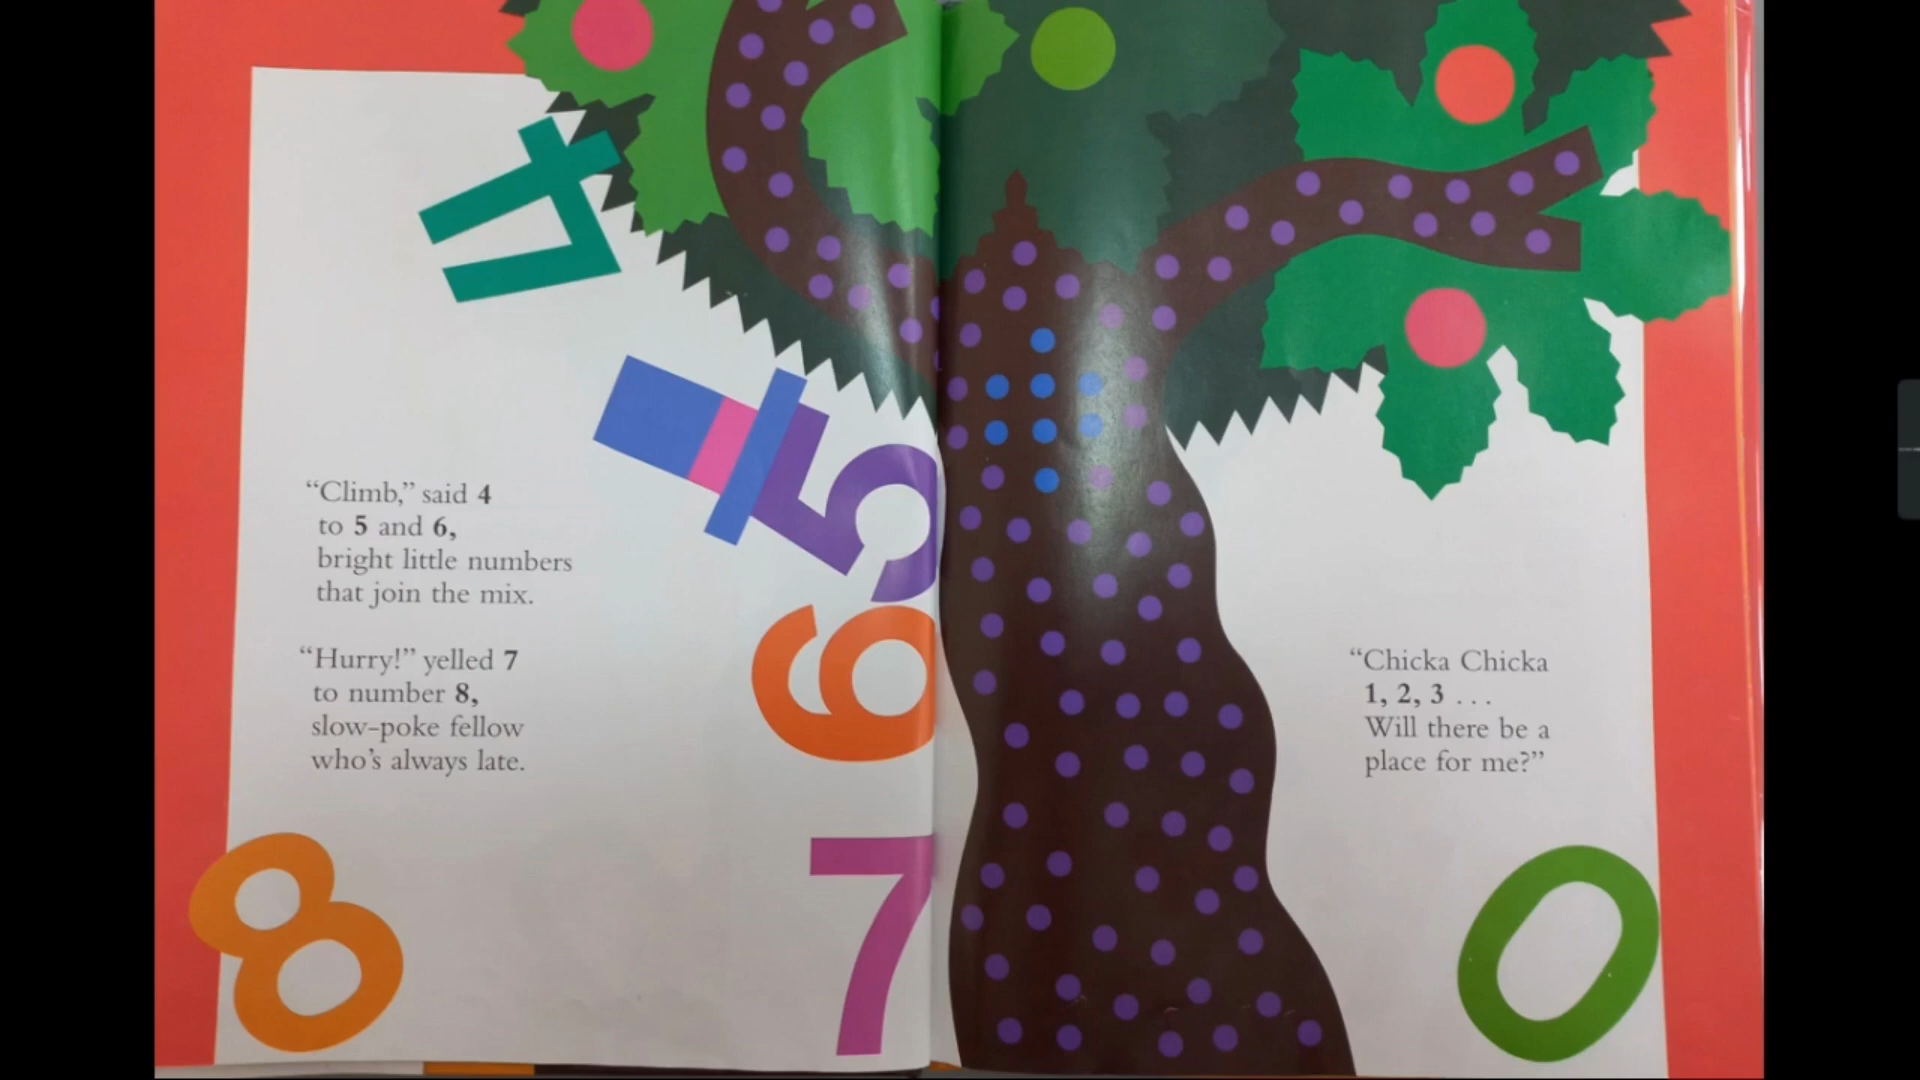 “Climb,” said 4
to 5 and 6,
bright little numbers
that join the mix.
“Hurry!” yelled 7
to number 8,
slow-poke fellow
who’s always late.
“Chicka Chicka
1, 2, 3 . . .
Will there be a
place for me?”
4
5
6
7
8
0